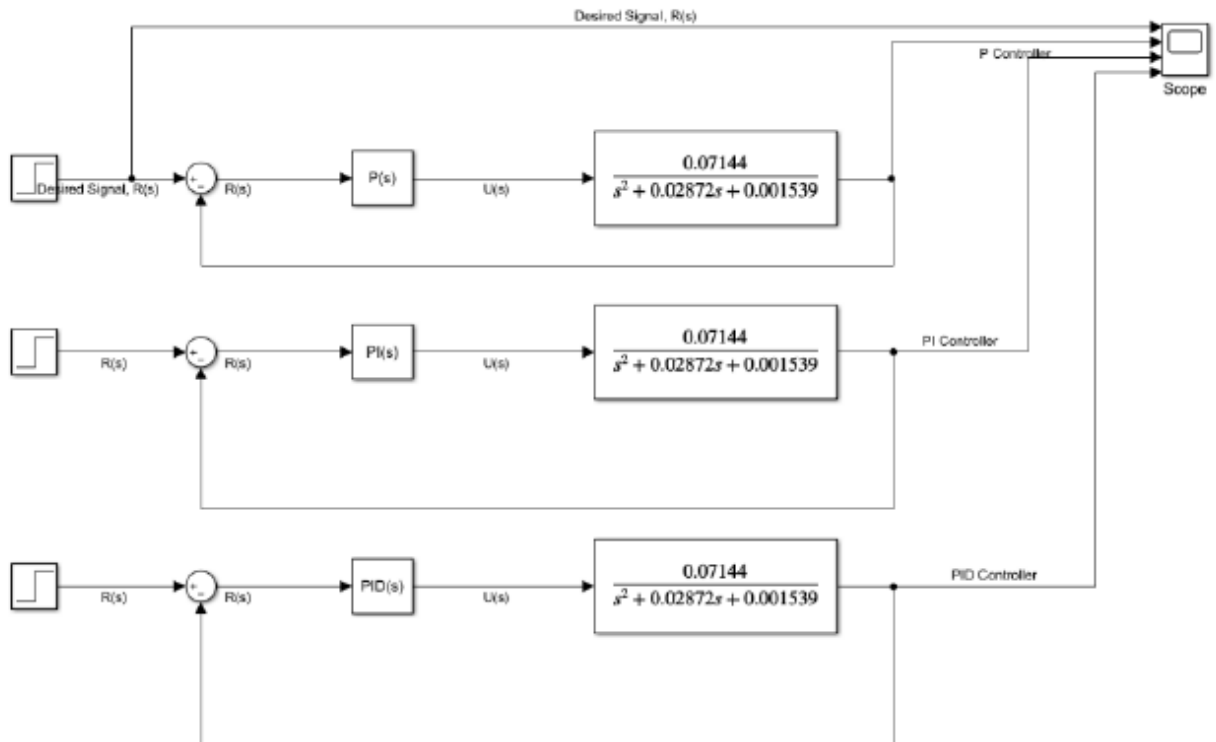 Desired Signal, R(s)
P Controller
Scope
Desired Signal, R(s)
+
−
R(s)
P(s)
U(s)
0.07144
s² + 0.02872s + 0.001539
R(s)
+
−
R(s)
PI(s)
U(s)
0.07144
s² + 0.02872s + 0.001539
PI Controller
R(s)
+
−
R(s)
PID(s)
U(s)
0.07144
s² + 0.02872s + 0.001539
PID Controller